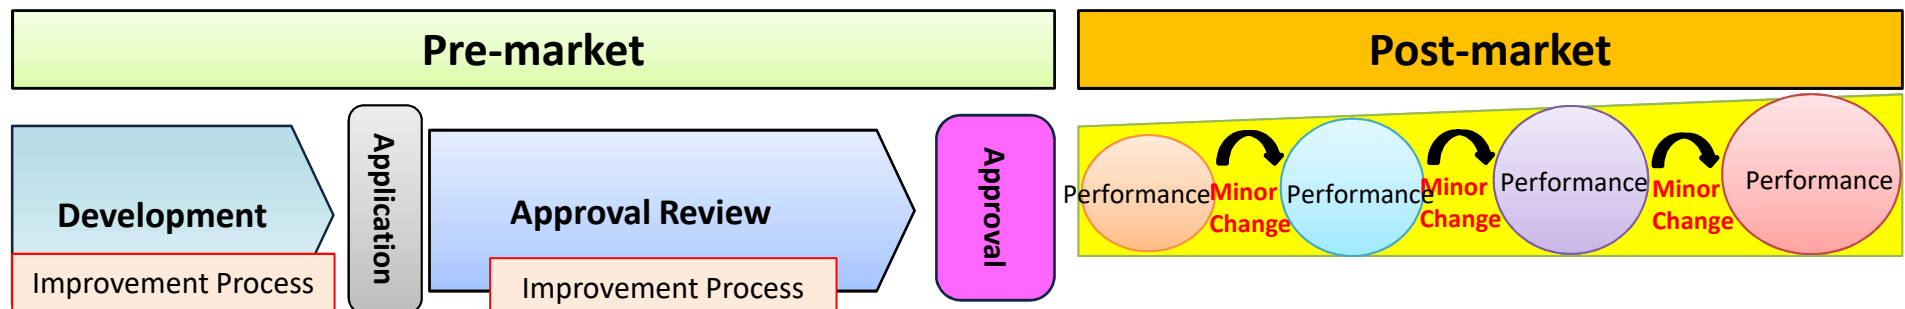 Pre-market
Post-market
Development
Improvement Process
Application
Approval Review
Improvement Process
Approval
Performance
Minor
Change
Performance
Minor
Change
Performance
Minor
Change
Performance